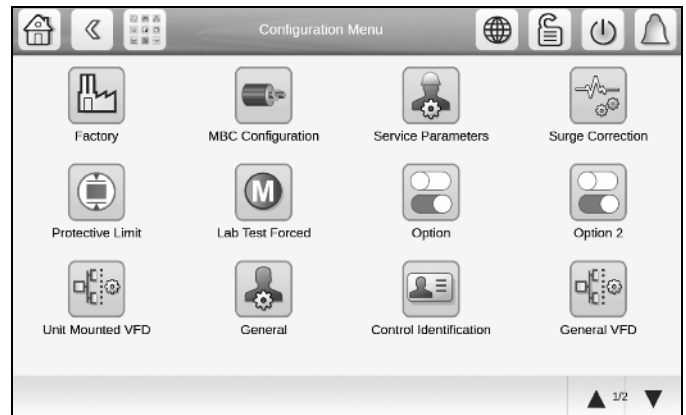 Configuration Menu
Factory
MBC Configuration
Service Parameters
Surge Correction
Protective Limit
M
Lab Test Forced
Option
Option 2
Unit Mounted VFD
General
Control Identification
General VFD
1/2